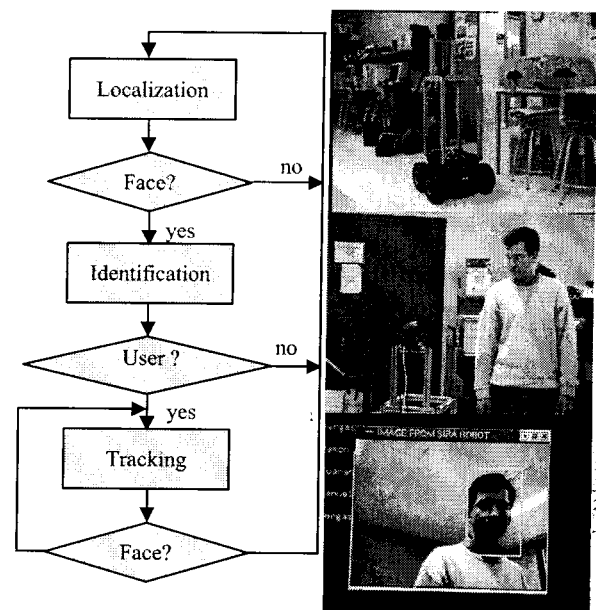 Localization
Face?
no
yes
Identification
User ?
no
yes
Tracking
Face?
IMAGE FROM SIRA ROBOT